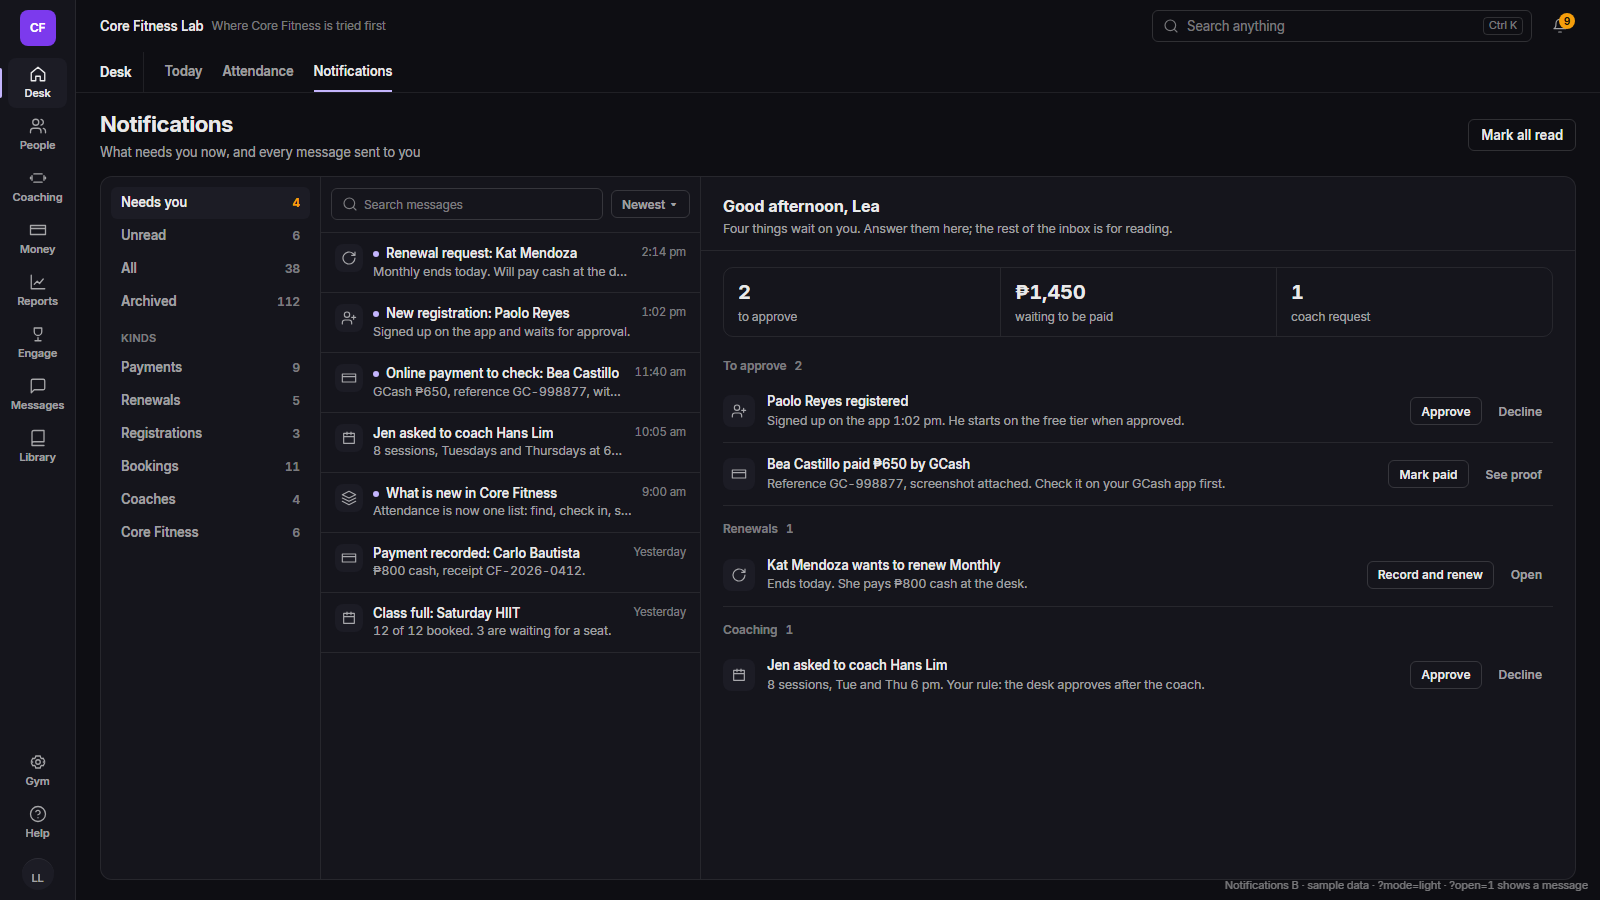 CF
Core Fitness Lab Where Core Fitness is tried first
Search anything Ctrl K
9
Desk
People
Coaching
Money
Reports
Engage
Messages
Library
Gym
Help
LL
Desk Today Attendance Notifications
Notifications
What needs you now, and every message sent to you
Mark all read
Needs you 4
Unread 6
All 38
Archived 112
KINDS
Payments 9
Renewals 5
Registrations 3
Bookings 11
Coaches 4
Core Fitness 6
Search messages Newest
Renewal request: Kat Mendoza 2:14 pm
Monthly ends today. Will pay cash at the d...
New registration: Paolo Reyes 1:02 pm
Signed up on the app and waits for approval.
Online payment to check: Bea Castillo 11:40 am
GCash ₱650, reference GC-998877, wit...
Jen asked to coach Hans Lim 10:05 am
8 sessions, Tuesdays and Thursdays at 6...
What is new in Core Fitness 9:00 am
Attendance is now one list: find, check in, s...
Payment recorded: Carlo Bautista Yesterday
₱800 cash, receipt CF-2026-0412.
Class full: Saturday HIIT Yesterday
12 of 12 booked. 3 are waiting for a seat.
Good afternoon, Lea
Four things wait on you. Answer them here; the rest of the inbox is for reading.
2
to approve
₱1,450
waiting to be paid
1
coach request
To approve 2
Paolo Reyes registered
Signed up on the app 1:02 pm. He starts on the free tier when approved.
Approve Decline
Bea Castillo paid ₱650 by GCash
Reference GC-998877, screenshot attached. Check it on your GCash app first.
Mark paid See proof
Renewals 1
Kat Mendoza wants to renew Monthly
Ends today. She pays ₱800 cash at the desk.
Record and renew Open
Coaching 1
Jen asked to coach Hans Lim
8 sessions, Tue and Thu 6 pm. Your rule: the desk approves after the coach.
Approve Decline
Notifications B · sample data · ?mode=light · ?open=1 shows a message